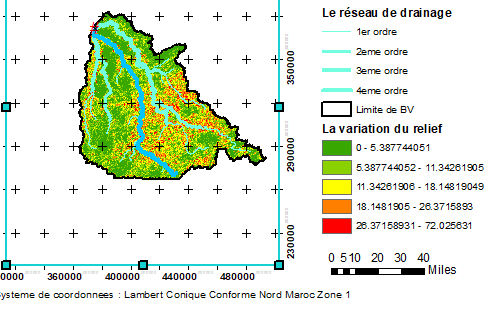 Le réseau de drainage
1er ordre
2eme ordre
3eme ordre
4eme ordre
Limite de BV
La variation du relief
0 - 5.387744051
5.387744052 - 11.34261905
11.34261906 - 18.14819049
18.1481905 - 26.3715893
26.37158931 - 72.025631
0 5 10 20 30 40
Miles
350000
290000
230000
0000 360000 400000 440000 480000
ysteme de coordonnees : Lambert Conique Conforme Nord Maroc Zone 1